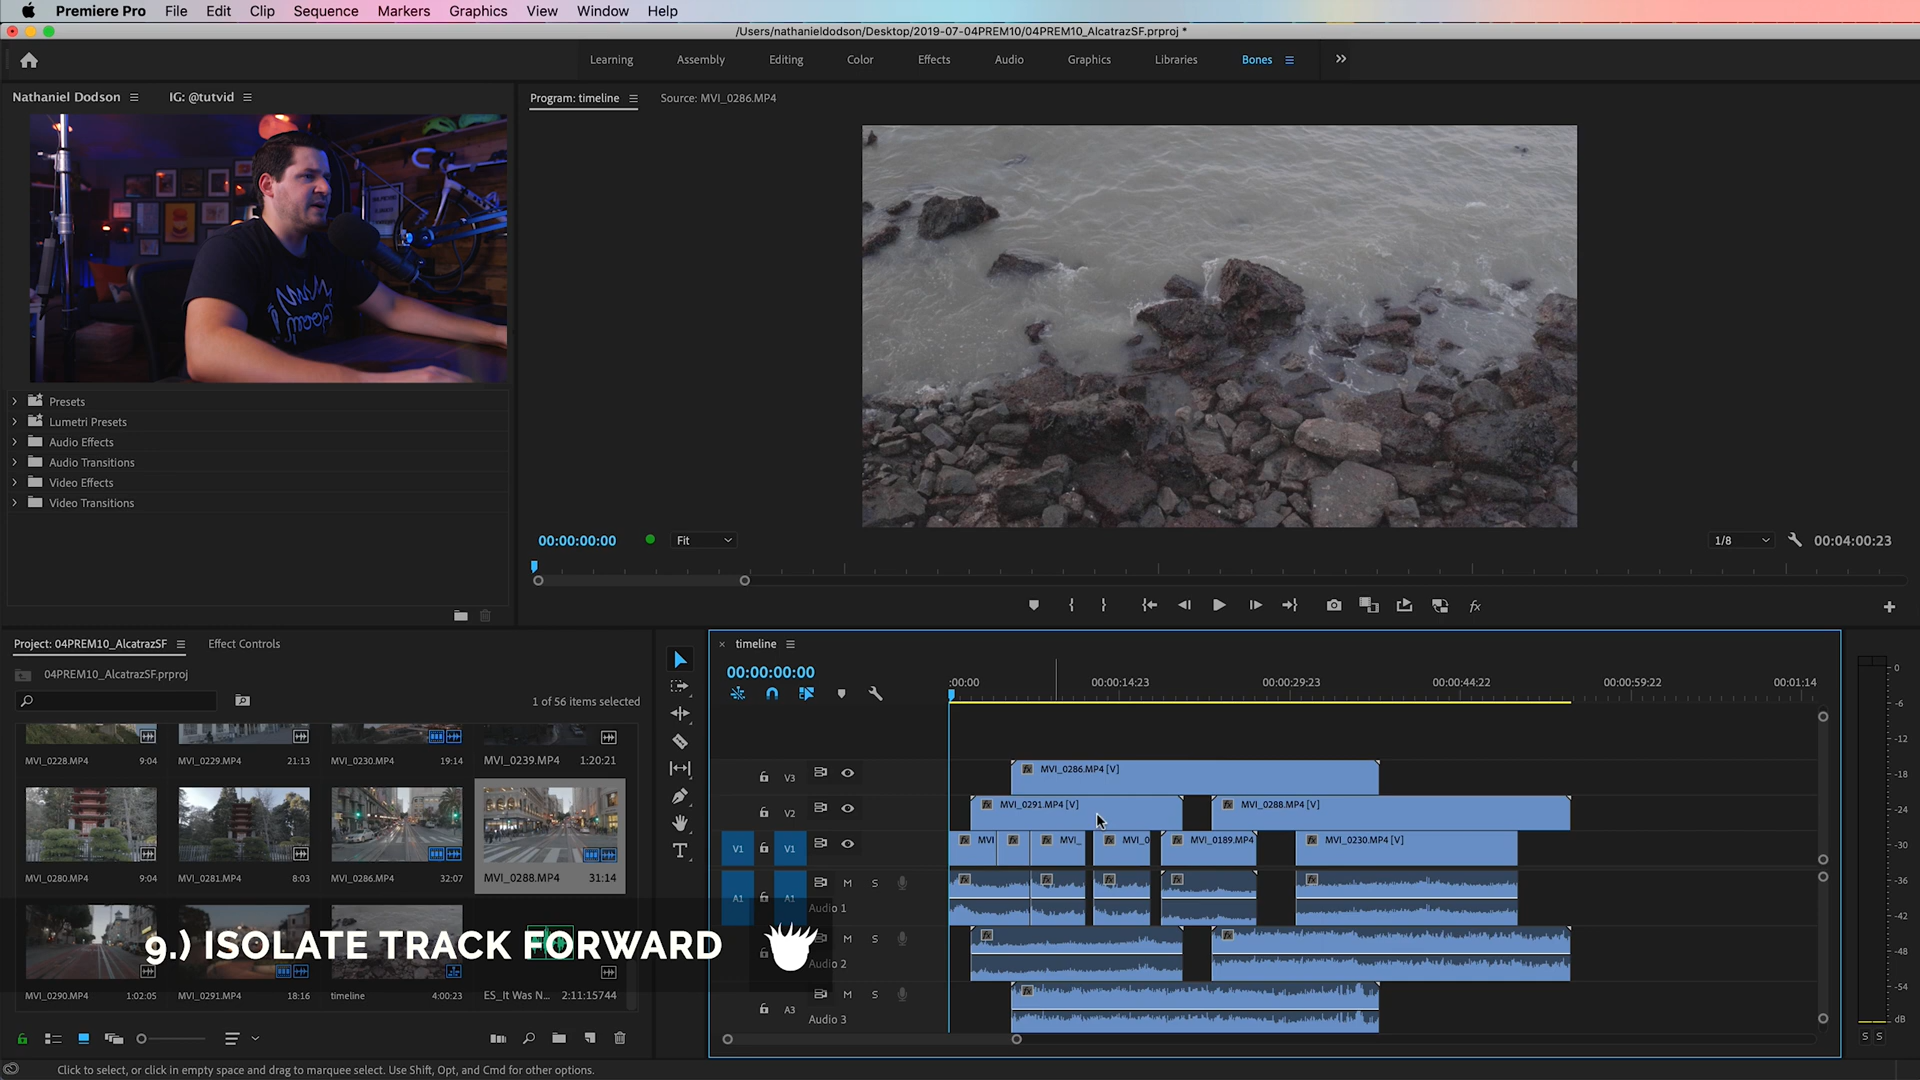 Premiere Pro File Edit Clip Sequence Markers Graphics View Window Help
/Users/nathanieldodson/Desktop/2019-07-04PREM10/04PREM10_AlcatrazSF.prproj *
Learning Assembly Editing Color Effects Audio Graphics Libraries Bones
Nathaniel Dodson IG: @tutvid
Program: timeline Source: MVI_0286.MP4
Presets
Lumetri Presets
Audio Effects
Audio Transitions
Video Effects
Video Transitions
00:00:00:00 Fit 1/8 00:04:00:23
Project: 04PREM10_AlcatrazSF Effect Controls
04PREM10_AlcatrazSF.prproj
1 of 56 items selected
MVI_0228.MP4 9:04 MVI_0229.MP4 21:13 MVI_0230.MP4 19:14 MVI_0239.MP4 1:20:21
MVI_0280.MP4 9:04 MVI_0281.MP4 8:03 MVI_0286.MP4 32:07 MVI_0288.MP4 31:14
9.) ISOLATE TRACK FORWARD
MVI_0290.MP4 1:02:05 MVI_0291.MP4 18:16 timeline 4:00:23 ES_It Was N... 2:11:15744
timeline
00:00:00:00
:00:00 00:00:14:23 00:00:29:23 00:00:44:22 00:00:59:22 00:01:14
V3 MVI_0286.MP4 [V]
V2 MVI_0291.MP4 [V] MVI_0288.MP4 [V]
V1 V1 MVI MVI_ MVI_0 MVI_0189.MP4 MVI_0230.MP4 [V]
A1 A1 M S
Audio 1
M S
Audio 2
A3 M S
Audio 3
0
-6
-12
-18
-24
-30
-36
-42
-48
-54
dB
S S
Click to select, or click in empty space and drag to marquee select. Use Shift, Opt, and Cmd for other options.